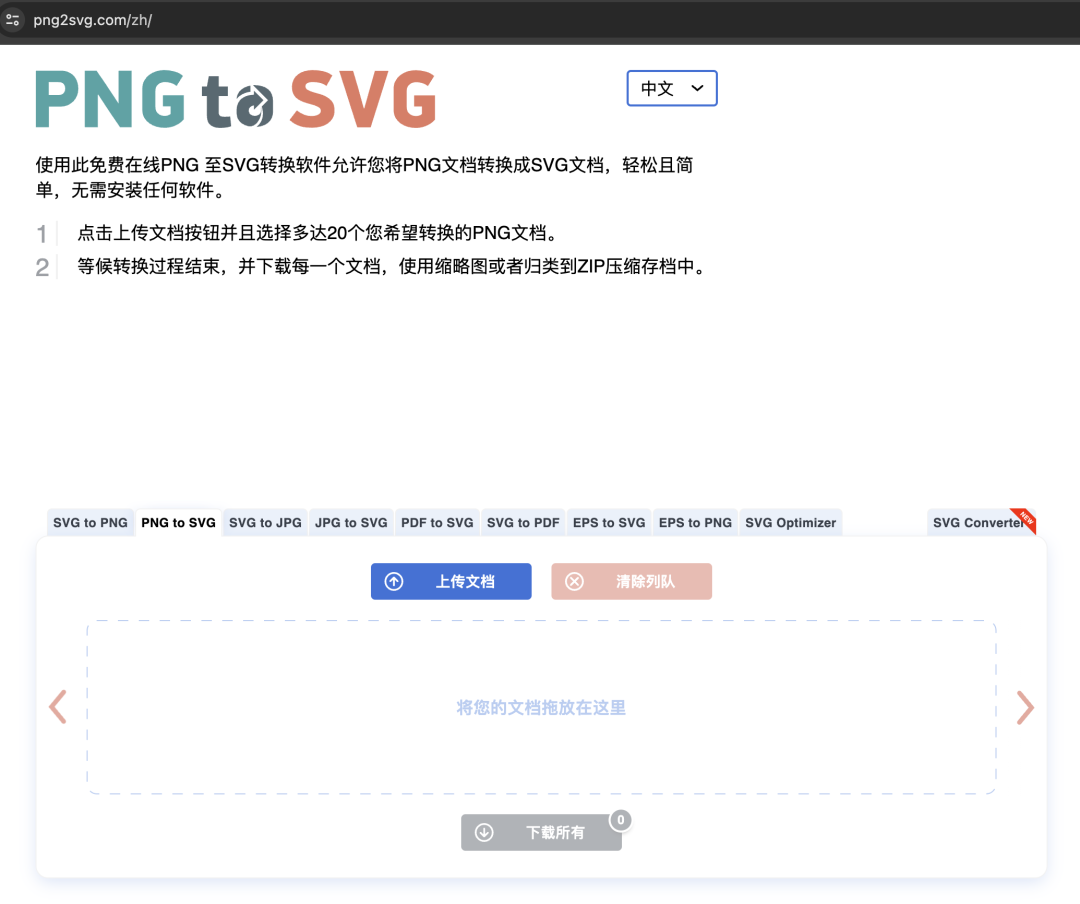 png2svg.com/zh/
PNG to SVG
中文
使用此免费在线PNG 至SVG转换软件允许您将PNG文档转换成SVG文档，轻松且简
单，无需安装任何软件。
1 点击上传文档按钮并且选择多达20个您希望转换的PNG文档。
2 等候转换过程结束，并下载每一个文档，使用缩略图或者归类到ZIP压缩存档中。
SVG to PNG PNG to SVG SVG to JPG JPG to SVG PDF to SVG SVG to PDF EPS to SVG EPS to PNG SVG Optimizer SVG Converter NEW
上传文档 清除列队
将您的文档拖放在这里
下载所有 0